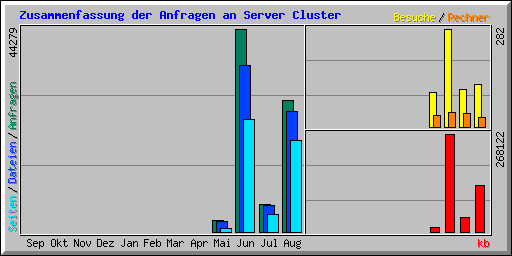 Zusammenfassung der Anfragen an Server Cluster
Besuche / Rechner
44279
282
Seiten / Dateien / Anfragen
268122
Sep Okt Nov Dez Jan Feb Mar Apr Mai Jun Jul Aug
kb